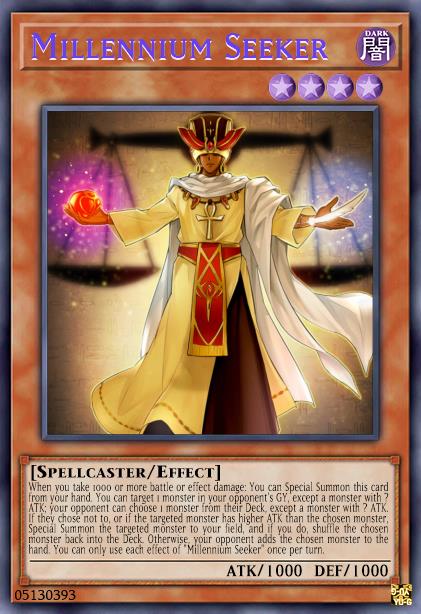 MILLENNIUM SEEKER
DARK
闇
[SPELLCASTER/EFFECT]
When you take 1000 or more battle or effect damage: You can Special Summon this card
from your hand. You can target 1 monster in your opponent's GY, except a monster with ?
ATK; your opponent can choose 1 monster from their Deck, except a monster with ? ATK.
If they chose not to, or if the targeted monster has higher ATK than the chosen monster,
Special Summon the targeted monster to your field, and if you do, shuffle the chosen
monster back into the Deck. Otherwise, your opponent adds the chosen monster to the
hand. You can only use each effect of "Millennium Seeker" once per turn.
ATK/1000 DEF/1000
05130393